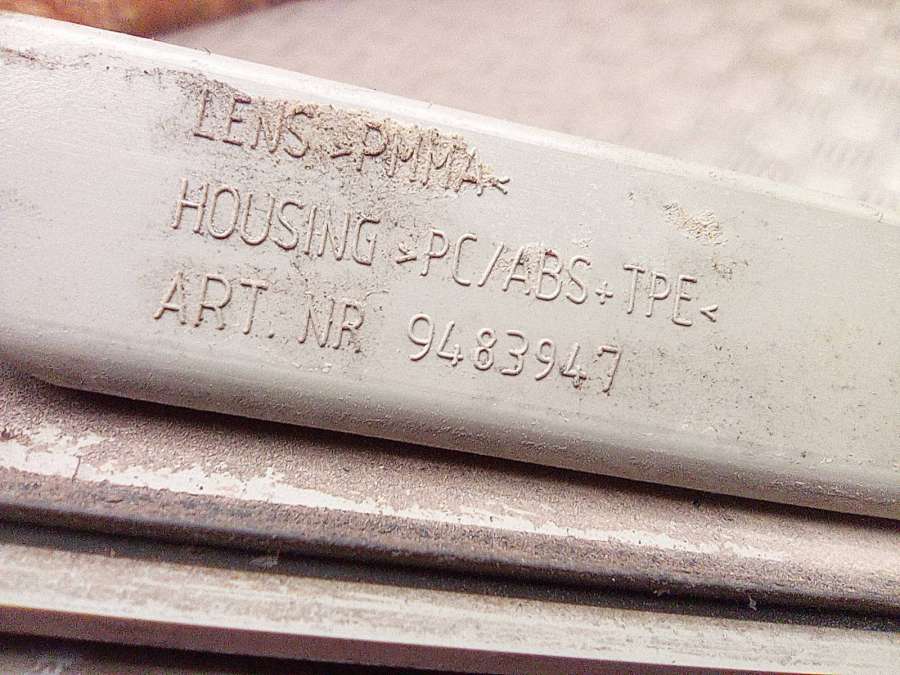 LENS >PMMA<
HOUSING >PC/ABS+TPE<
ART. NR. 9483947